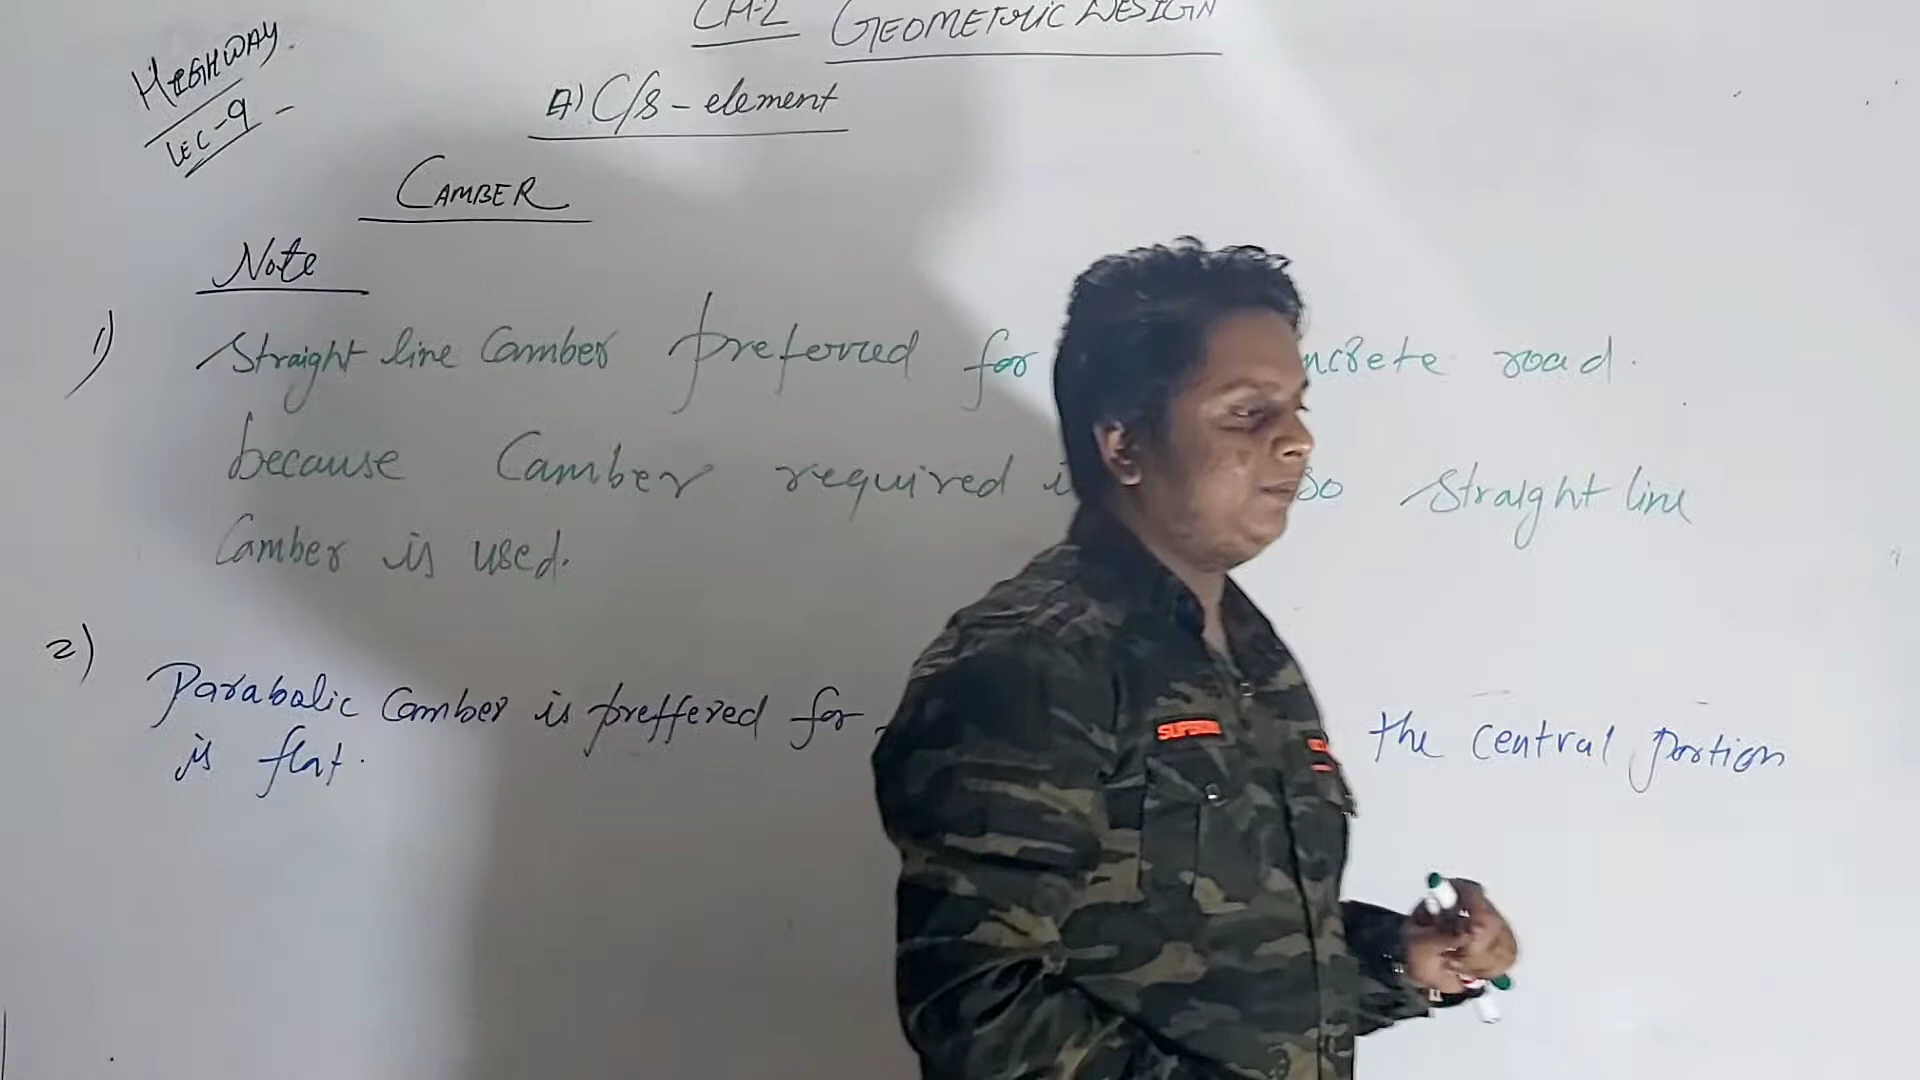 CH-2 GEOMETRIC DESIGN
HIGHWAY.
LEC-9
A) C/S - element
CAMBER
Note
1) Straight line Camber preferred for ncrete road.
because Camber required i so straight line
Camber is used.
2) Parabolic Camber is preffered for the central portion
is flat.